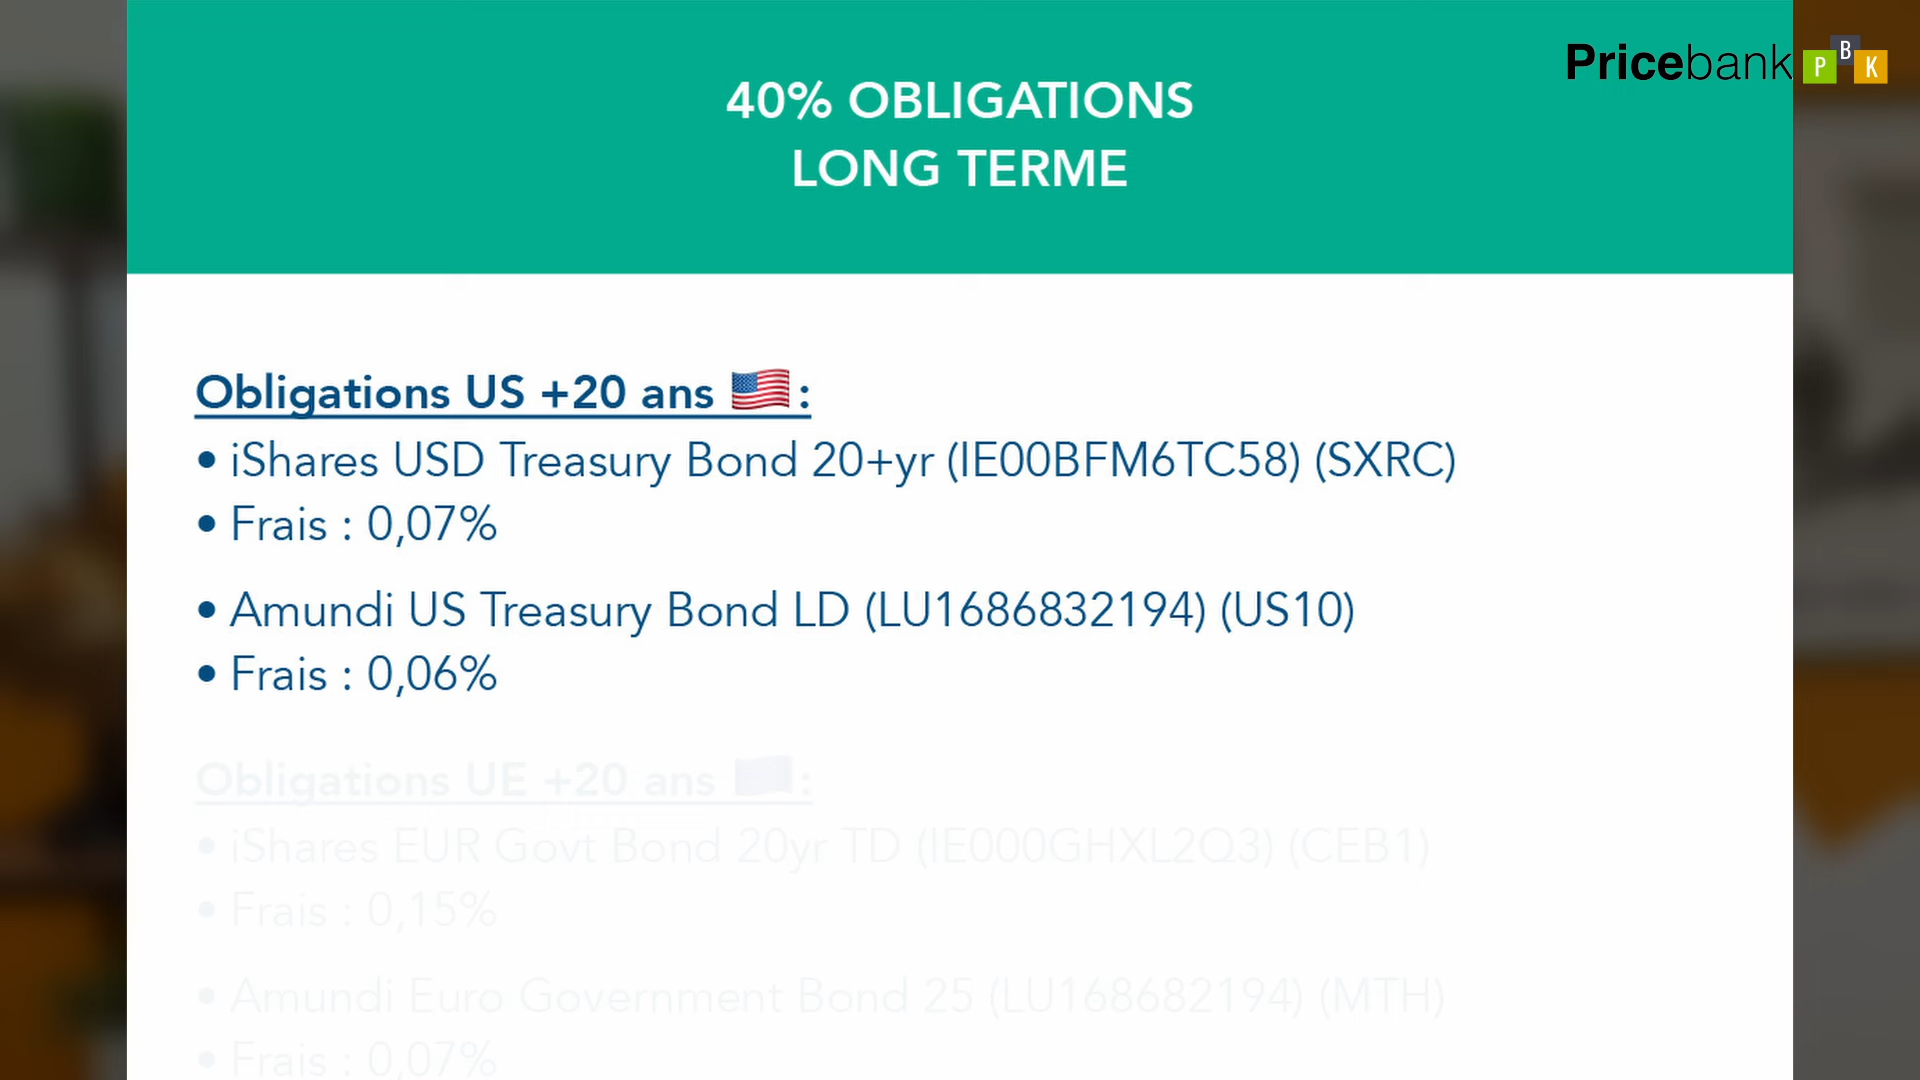 Pricebank P B K
40% OBLIGATIONS
LONG TERME
Obligations US +20 ans 🇺🇸 :
• iShares USD Treasury Bond 20+yr (IE00BFM6TC58) (SXRC)
• Frais : 0,07%
• Amundi US Treasury Bond LD (LU1686832194) (US10)
• Frais : 0,06%
Obligations UE +20 ans :
• iShares EUR Govt Bond 20yr TD (IE000GHXL2Q3) (CEB1)
• Frais : 0,15%
• Amundi Euro Government Bond 25 (LU168682194) (MTH)
• Frais : 0,07%